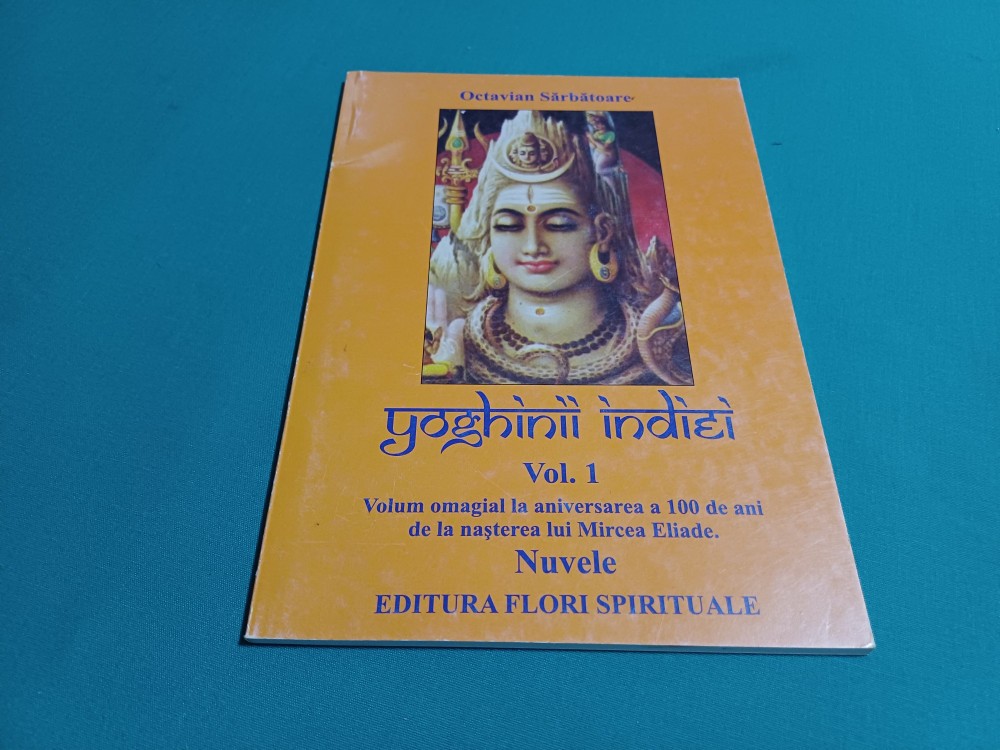 Octavian Sărbătoare
yoghinii indiei
Vol. 1
Volum omagial la aniversarea a 100 de ani
de la naşterea lui Mircea Eliade.
Nuvele
EDITURA FLORI SPIRITUALE